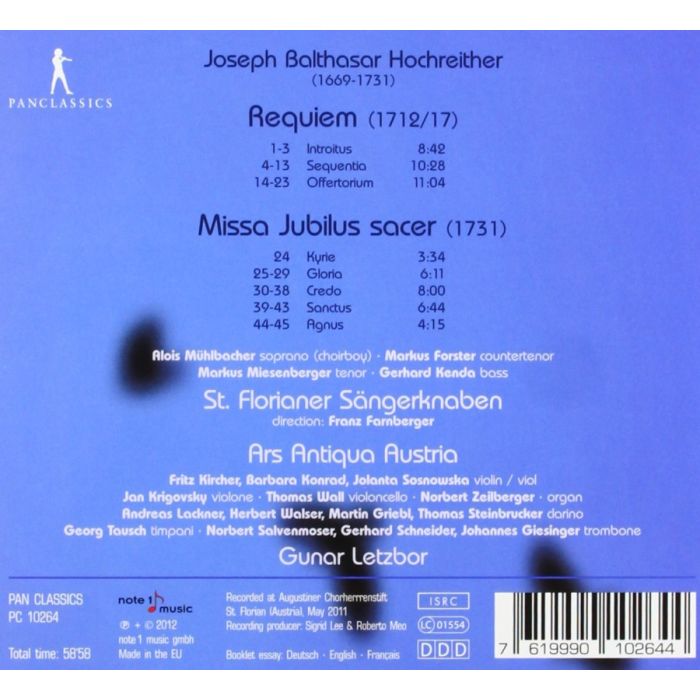 Joseph Balthasar Hochreither
(1669-1731)
PANCLASSICS
Requiem (1712/17)
1-3 Introitus 8:42
4-13 Sequentia 10:28
14-23 Offertorium 11:04
Missa Jubilus sacer (1731)
24 Kyrie 3:34
25-29 Gloria 6:11
30-38 Credo 8:00
39-43 Sanctus 6:44
44-45 Agnus 4:15
Alois Mühlbacher soprano (choirboy) · Markus Forster countertenor
Markus Miesenberger tenor · Gerhard Kenda bass
St. Florianer Sängerknaben
direction: Franz Farnberger
Ars Antiqua Austria
Fritz Kircher, Barbara Konrad, Jolanta Sosnowska violin / viol
Jan Krigovsky violone · Thomas Wall violoncello · Norbert Zeilberger · organ
Andreas Lackner, Herbert Walser, Martin Griebl, Thomas Steinbrucker clarino
Georg Tausch timpani · Norbert Salvenmoser, Gerhard Schneider, Johannes Giesinger trombone
Gunar Letzbor
PAN CLASSICS
PC 10264
Total time: 58'58
note 1 music
℗ + © 2012
note 1 music gmbh
Made in the EU
Recorded at Augustiner Chorherrenstift
St. Florian (Austria), May 2011
Recording producer: Sigrid Lee & Roberto Meo
Booklet essay: Deutsch · English · Français
ISRC
LC 01554
DDD
7 619990 102644